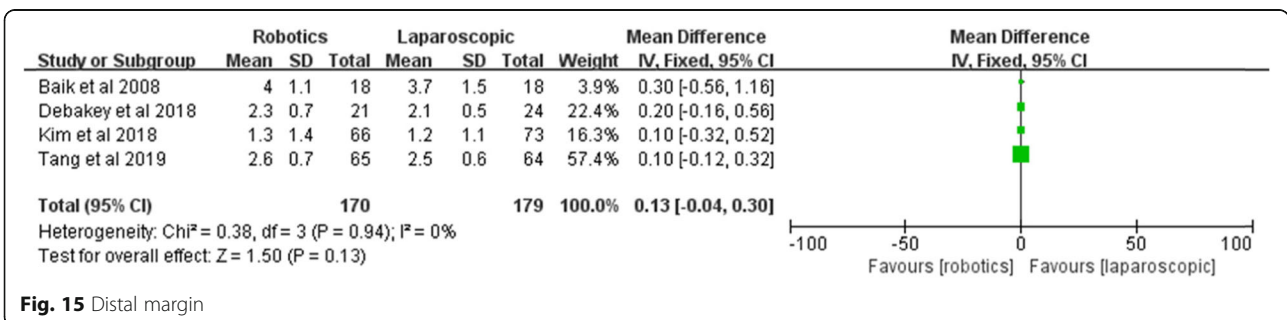 Robotics Laparoscopic Mean Difference Mean Difference
Study or Subgroup Mean SD Total Mean SD Total Weight IV, Fixed, 95% CI IV, Fixed, 95% CI
Baik et al 2008 4 1.1 18 3.7 1.5 18 3.9% 0.30 [-0.56, 1.16]
Debakey et al 2018 2.3 0.7 21 2.1 0.5 24 22.4% 0.20 [-0.16, 0.56]
Kim et al 2018 1.3 1.4 66 1.2 1.1 73 16.3% 0.10 [-0.32, 0.52]
Tang et al 2019 2.6 0.7 65 2.5 0.6 64 57.4% 0.10 [-0.12, 0.32]
Total (95% CI) 170 179 100.0% 0.13 [-0.04, 0.30]
Heterogeneity: Chi² = 0.38, df = 3 (P = 0.94); I² = 0%
Test for overall effect: Z = 1.50 (P = 0.13)
-100 -50 0 50 100
Favours [robotics] Favours [laparoscopic]
Fig. 15 Distal margin